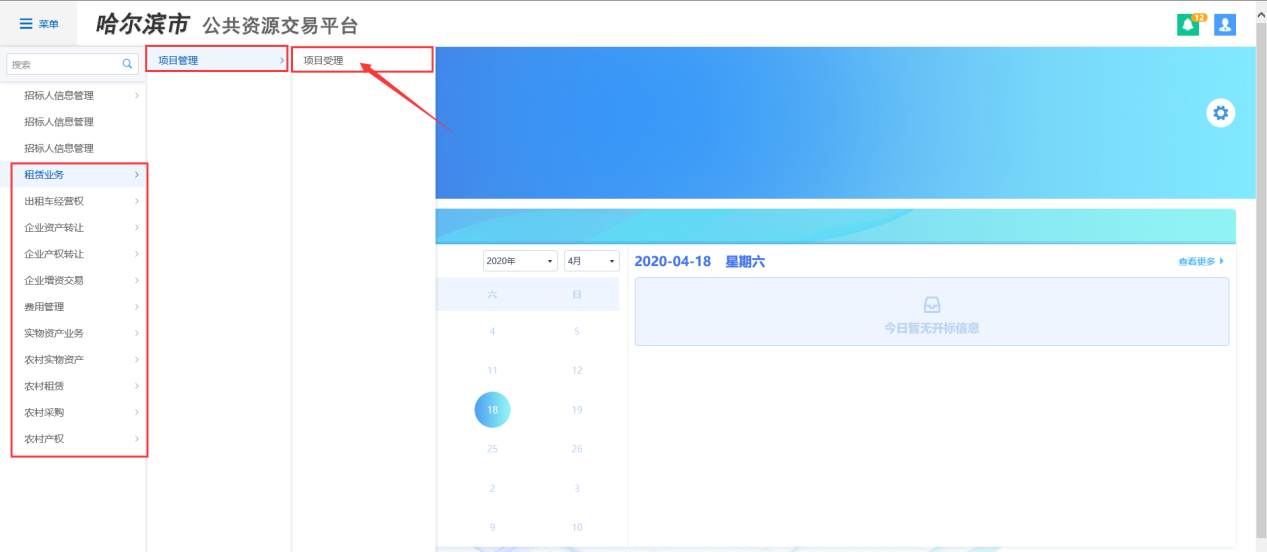 菜单
哈尔滨市 公共资源交易平台
12
搜索
项目管理
项目受理
招标人信息管理
招标人信息管理
招标人信息管理
租赁业务
出租车经营权
企业资产转让
企业产权转让
企业增资交易
费用管理
实物资产业务
农村实物资产
农村租赁
农村采购
农村产权
2020年 4月
六 日
4 5
11 12
18 19
25 26
2 3
9 10
2020-04-18 星期六
查看更多
今日暂无开标信息